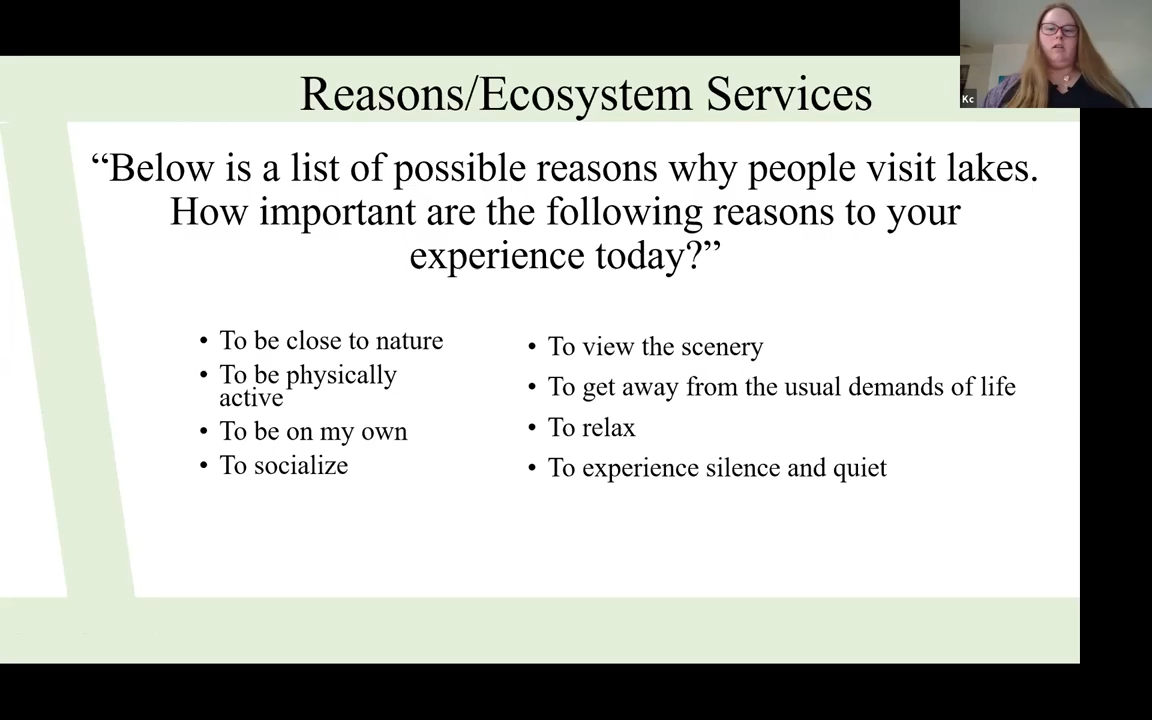 Reasons/Ecosystem Services
Kc
“Below is a list of possible reasons why people visit lakes.
How important are the following reasons to your
experience today?”
• To be close to nature
• To be physically
active
• To be on my own
• To socialize
• To view the scenery
• To get away from the usual demands of life
• To relax
• To experience silence and quiet